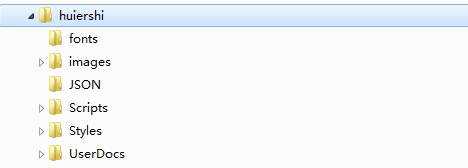 huiershi
fonts
images
JSON
Scripts
Styles
UserDocs